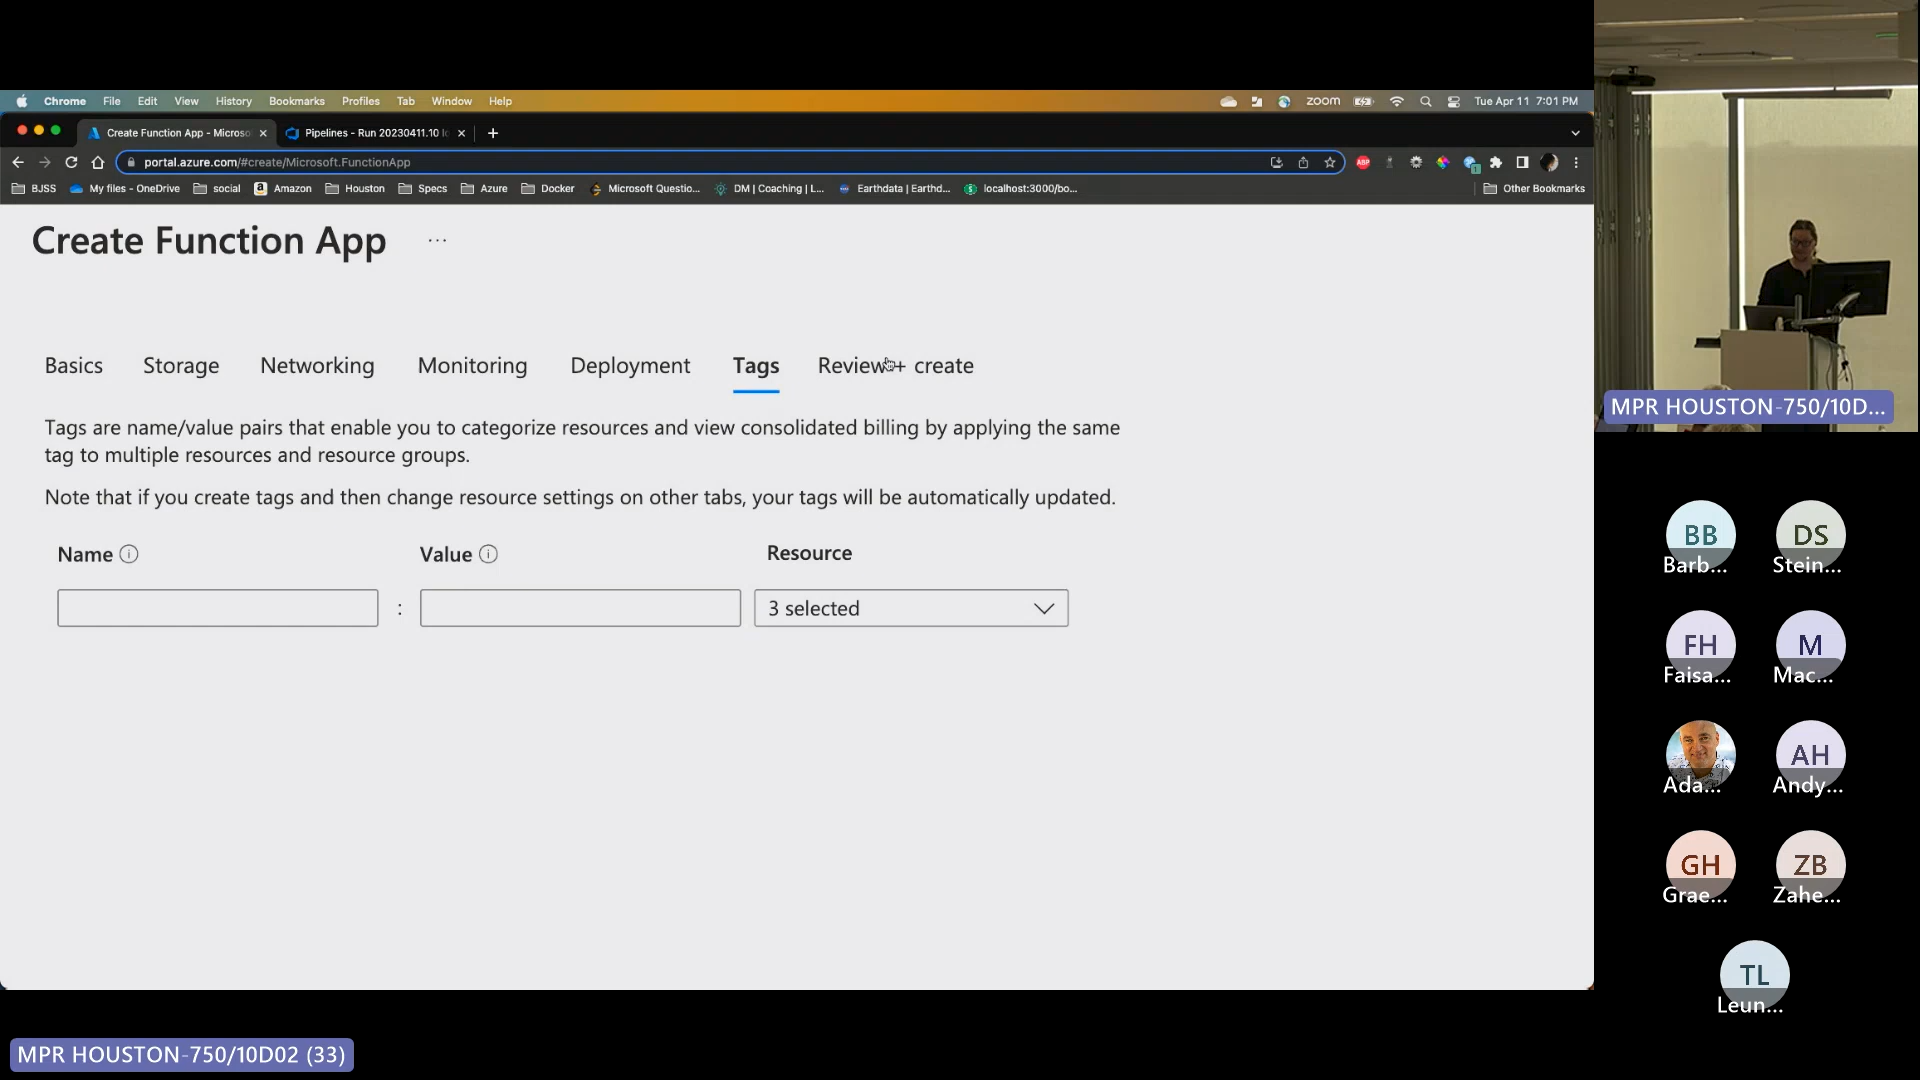 Chrome File Edit View History Bookmarks Profiles Tab Window Help
zoom Tue Apr 11 7:01 PM
Create Function App - Microso
Pipelines - Run 20230411.10 lo
portal.azure.com/#create/Microsoft.FunctionApp
ABP
1
BJSS My files - OneDrive social Amazon Houston Specs Azure Docker Microsoft Questio... DM | Coaching | L... Earthdata | Earthd... localhost:3000/bo... Other Bookmarks
Create Function App ...
Basics Storage Networking Monitoring Deployment Tags Review + create
Tags are name/value pairs that enable you to categorize resources and view consolidated billing by applying the same
tag to multiple resources and resource groups.
Note that if you create tags and then change resource settings on other tabs, your tags will be automatically updated.
Name Value Resource
: 3 selected
MPR HOUSTON-750/10D...
BB DS
Barb... Stein...
FH M
Faisa... Mac...
AH
Ada... Andy...
GH ZB
Grae... Zahe...
TL
Leun...
MPR HOUSTON-750/10D02 (33)